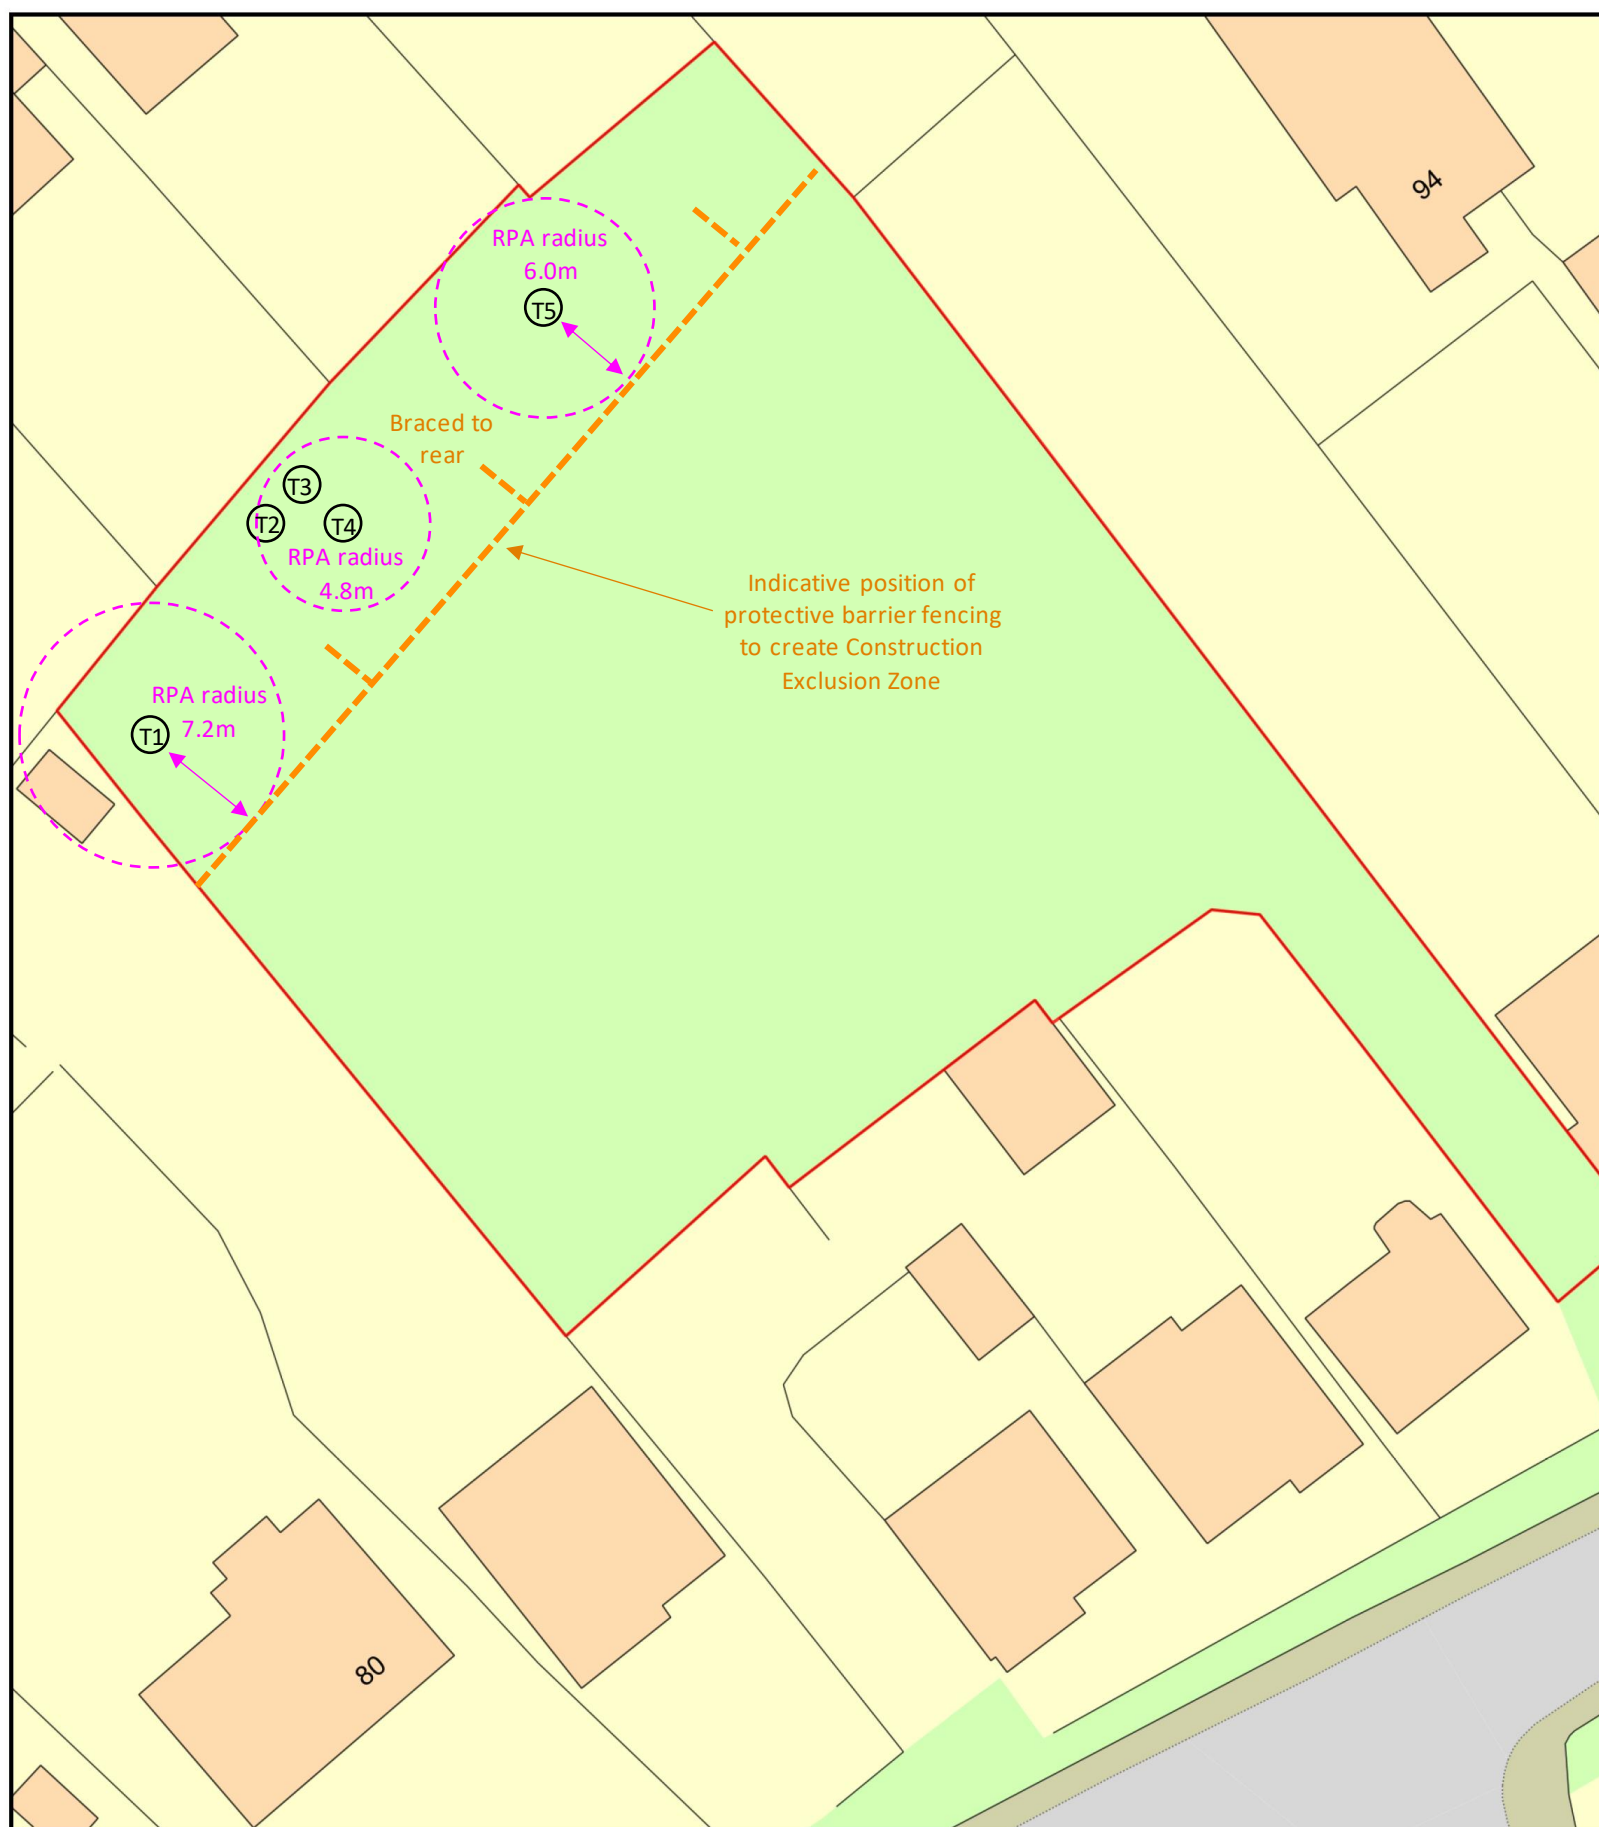 94
RPA radius
6.0m
T5
Braced to
rear
T3
T2
T4
RPA radius
4.8m
Indicative position of
protective barrier fencing
to create Construction
Exclusion Zone
RPA radius
7.2m
T1
80